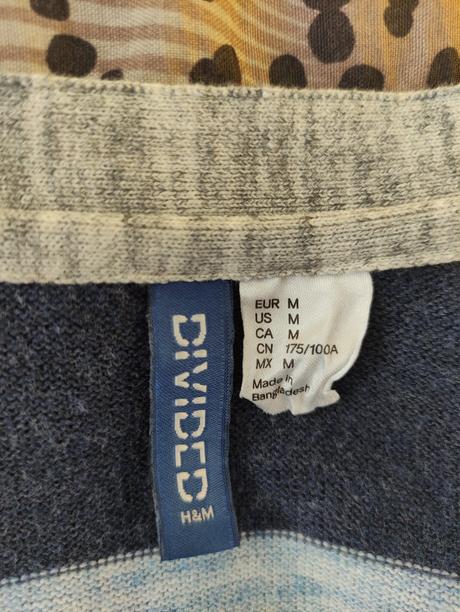 DIVIDED
H&M
EUR M
US M
CA M
CN 175/100A
MX M
Made in
Bangladesh